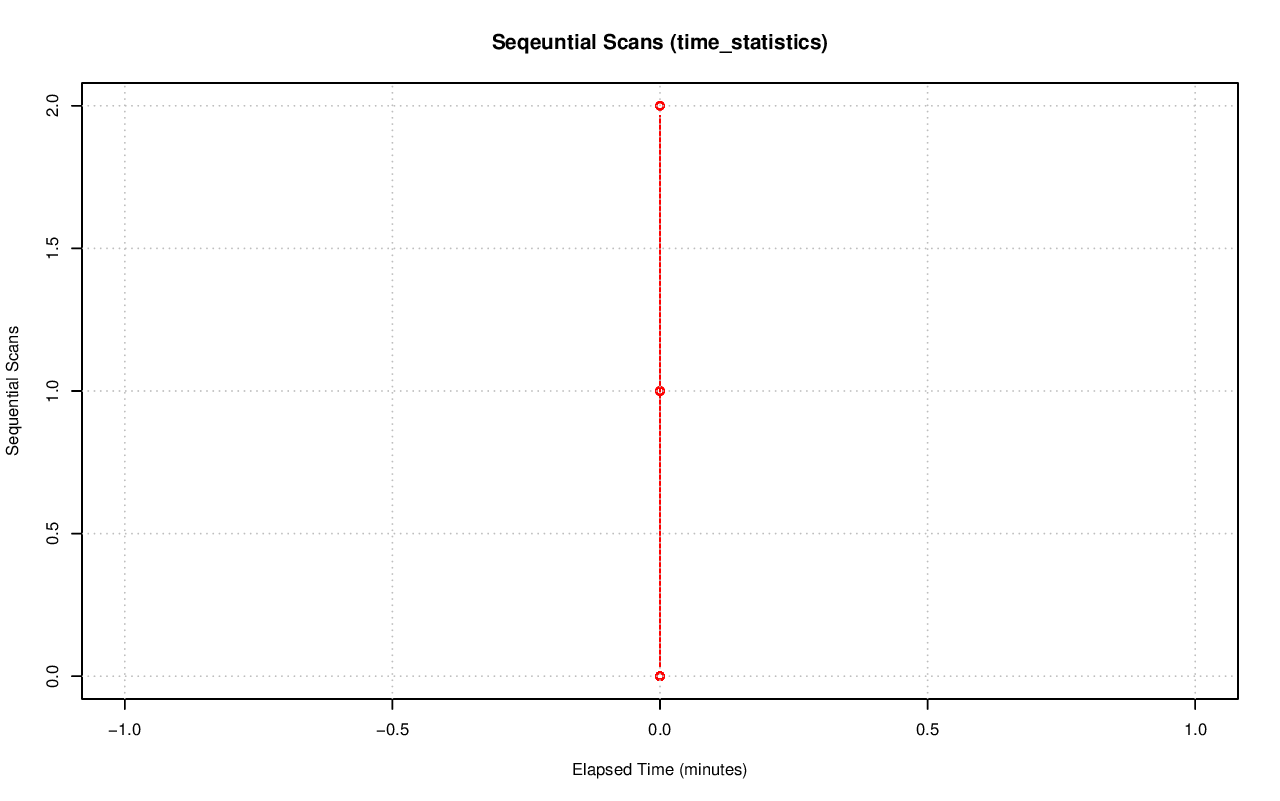 Seqeuntial Scans (time_statistics)
Sequential Scans
2.0
1.5
1.0
0.5
0.0
−1.0 −0.5 0.0 0.5 1.0
Elapsed Time (minutes)